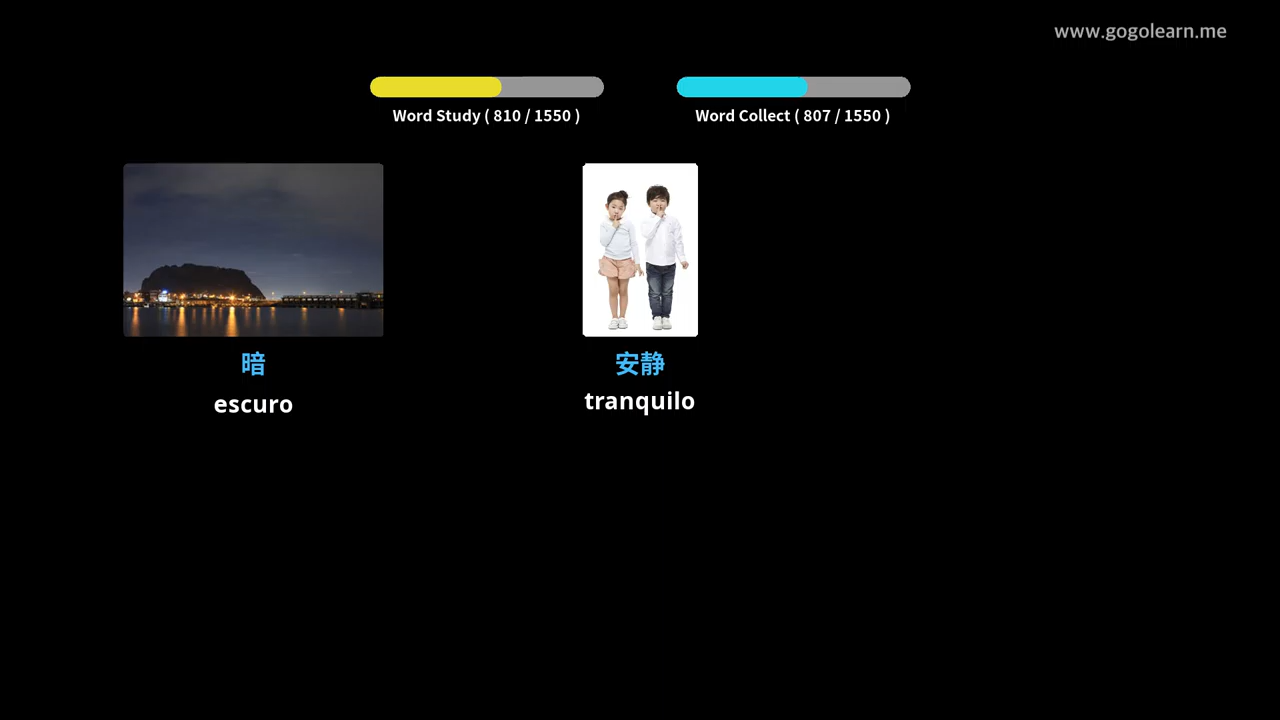 www.gogolearn.me
Word Study ( 810 / 1550 )
Word Collect ( 807 / 1550 )
暗
escuro
安静
tranquilo